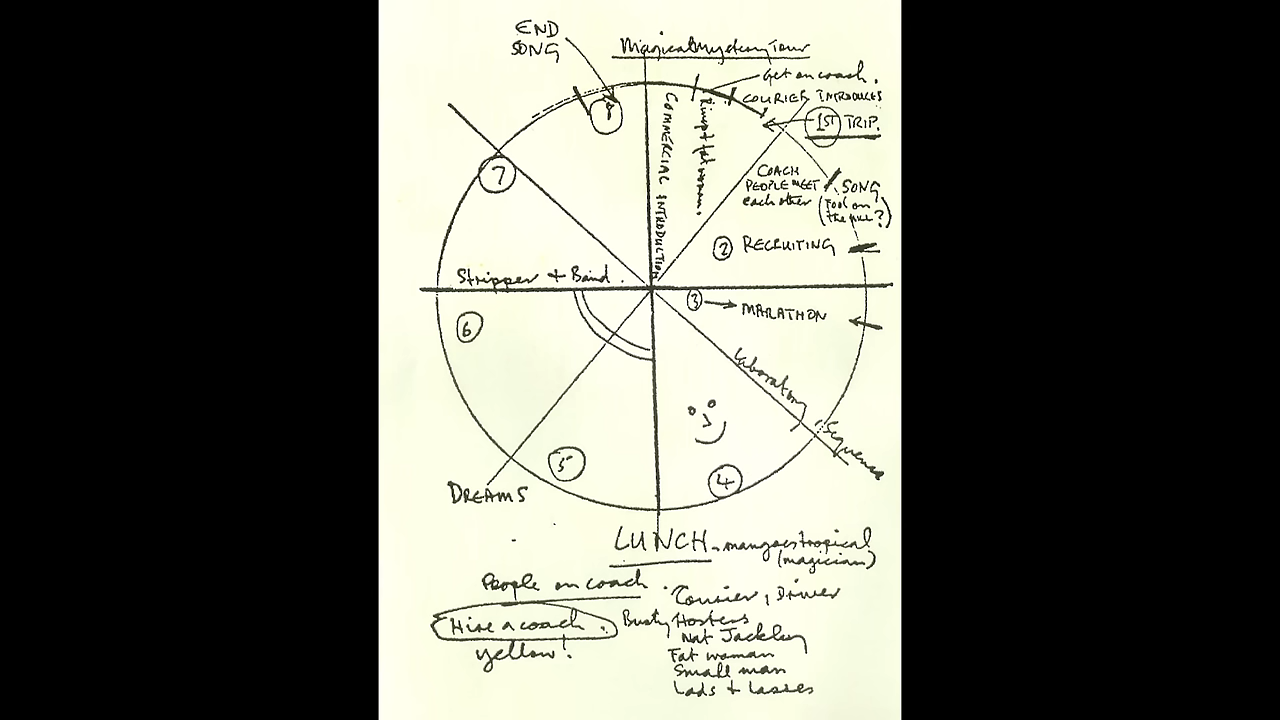 END
SONG
Magical Mystery Tour
Get on coach.
COURIER INTRODUCES
1ST TRIP.
COMMERCIAL INTRODUCTION
Ringo & fat woman.
8
COACH
PEOPLE MEET
each other
SONG
(Fool on
the hill?)
2 RECRUITING
7
Stripper + Band.
3 → MARATHON
6
Laboratory Sequence
5
4
DREAMS
LUNCH - mangoes tropical
(magician)
People on coach.
Courier, Driver
Hire a coach.
Busty Hostess
yellow!
Nat Jackley
Fat woman
Small man
Lads + Lasses